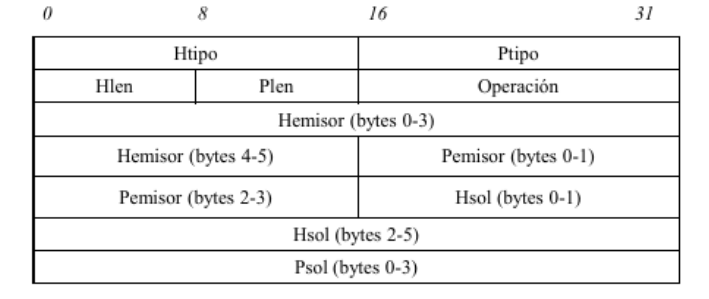 0 8 16 31
Htipo Ptipo
Hlen Plen Operación
Hemisor (bytes 0-3)
Hemisor (bytes 4-5) Pemisor (bytes 0-1)
Pemisor (bytes 2-3) Hsol (bytes 0-1)
Hsol (bytes 2-5)
Psol (bytes 0-3)